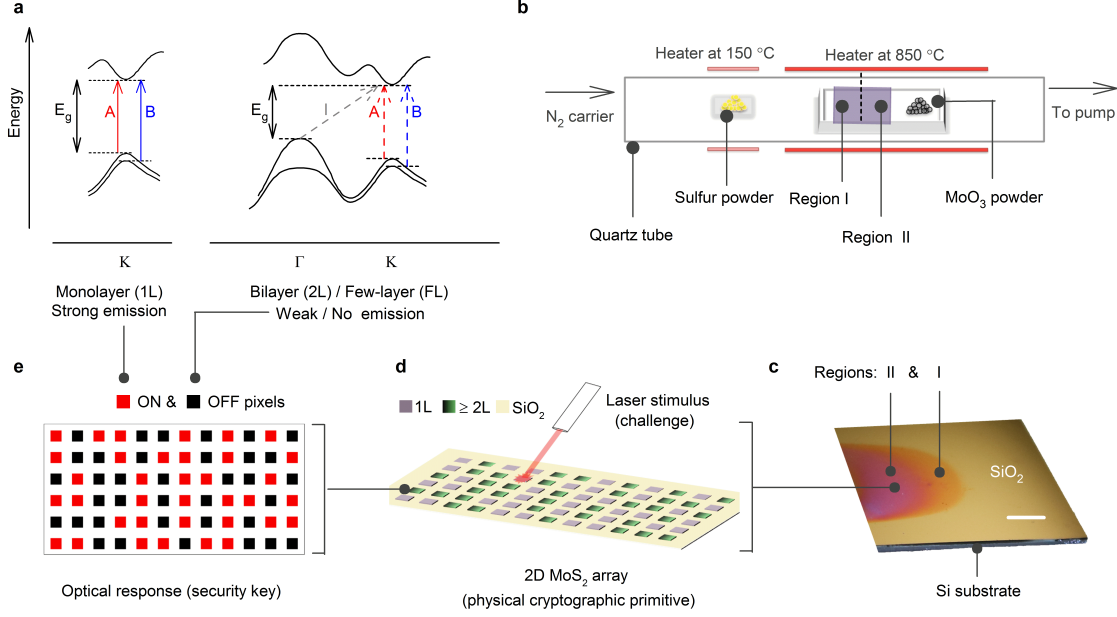 a
Energy
E_g
A
B
E_g
I
A
B
K
Γ
K
Monolayer (1L)
Strong emission
Bilayer (2L) / Few-layer (FL)
Weak / No emission
b
Heater at 150 °C
Heater at 850 °C
N₂ carrier
To pump
Sulfur powder
Region I
MoO₃ powder
Quartz tube
Region II
e
ON & OFF pixels
Optical response (security key)
d
1L ≥ 2L SiO₂
Laser stimulus
(challenge)
2D MoS₂ array
(physical cryptographic primitive)
c
Regions: II & I
SiO₂
Si substrate